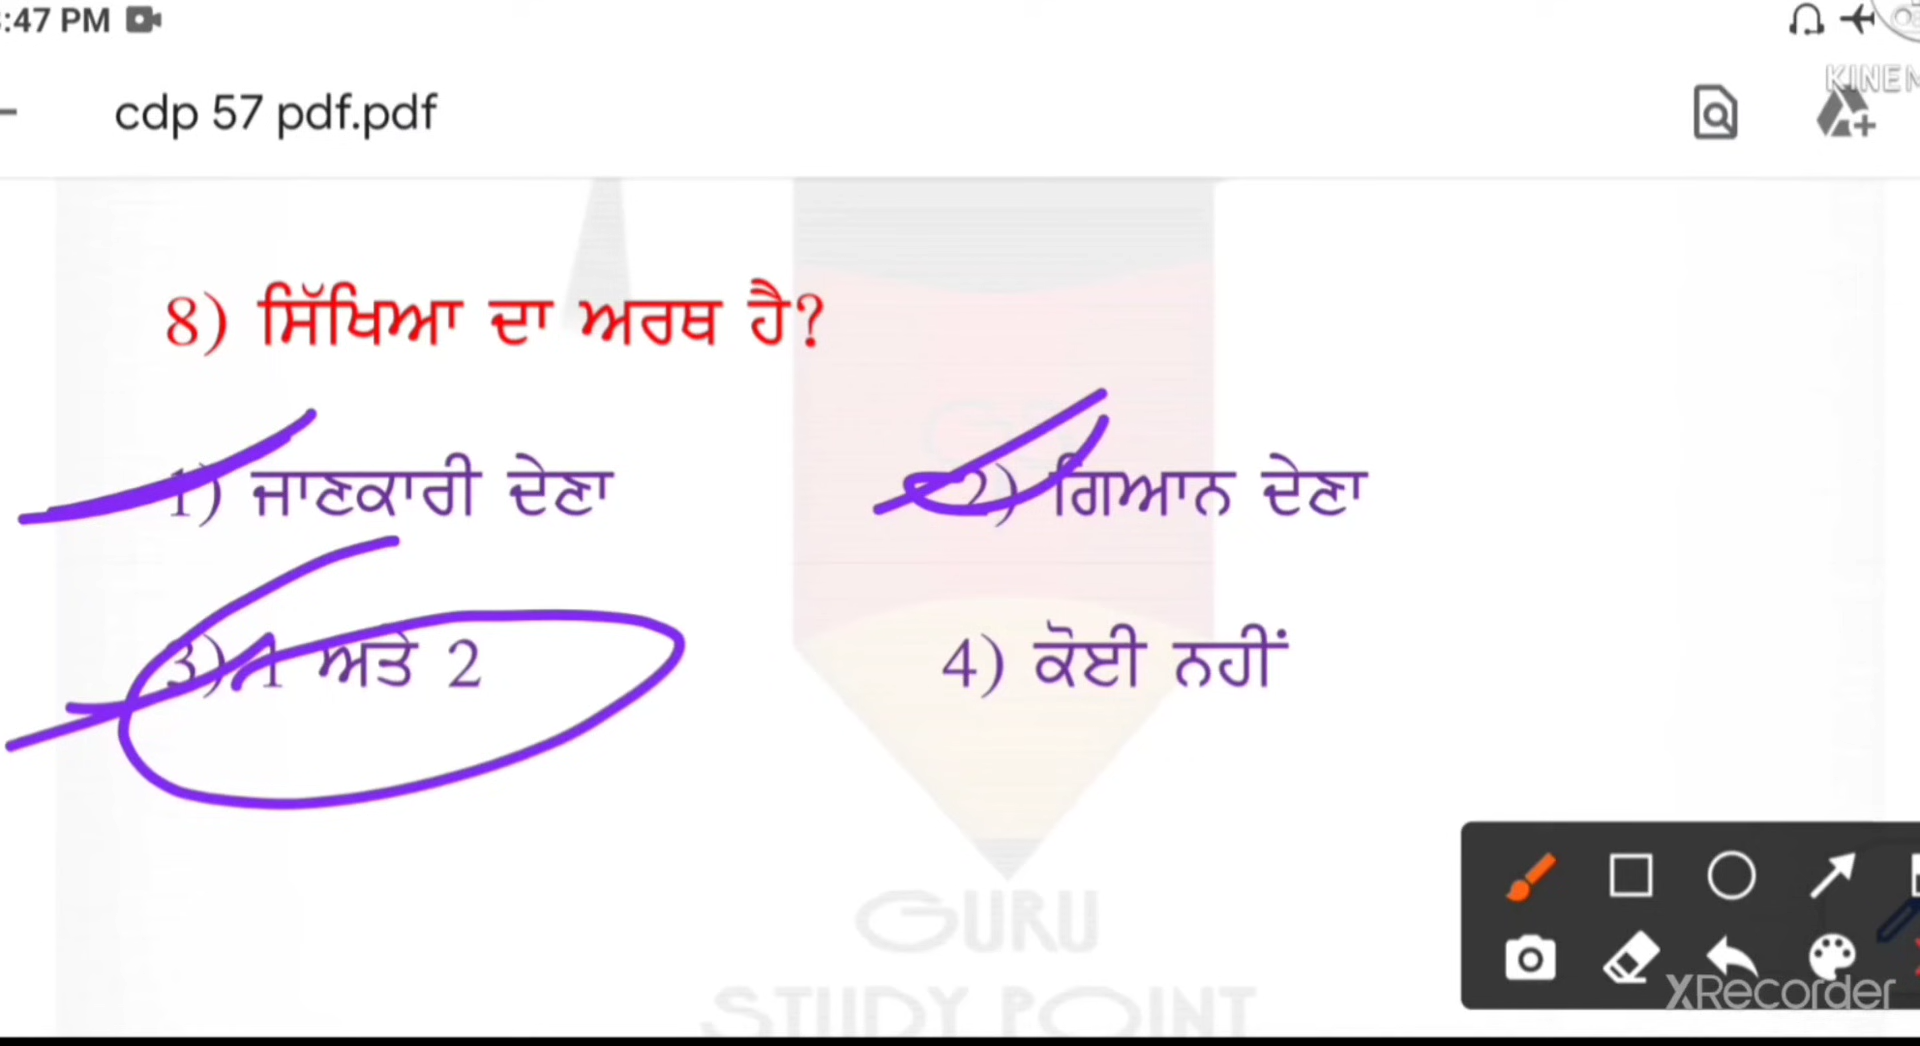 :47 PM
KINEM
cdp 57 pdf.pdf
8) ਸਿੱਖਿਆ ਦਾ ਅਰਥ ਹੈ?
1) ਜਾਣਕਾਰੀ ਦੇਣਾ 2) ਗਿਆਨ ਦੇਣਾ
3) 1 ਅਤੇ 2 4) ਕੋਈ ਨਹੀਂ
GURU
STUDY POINT
XRecorder